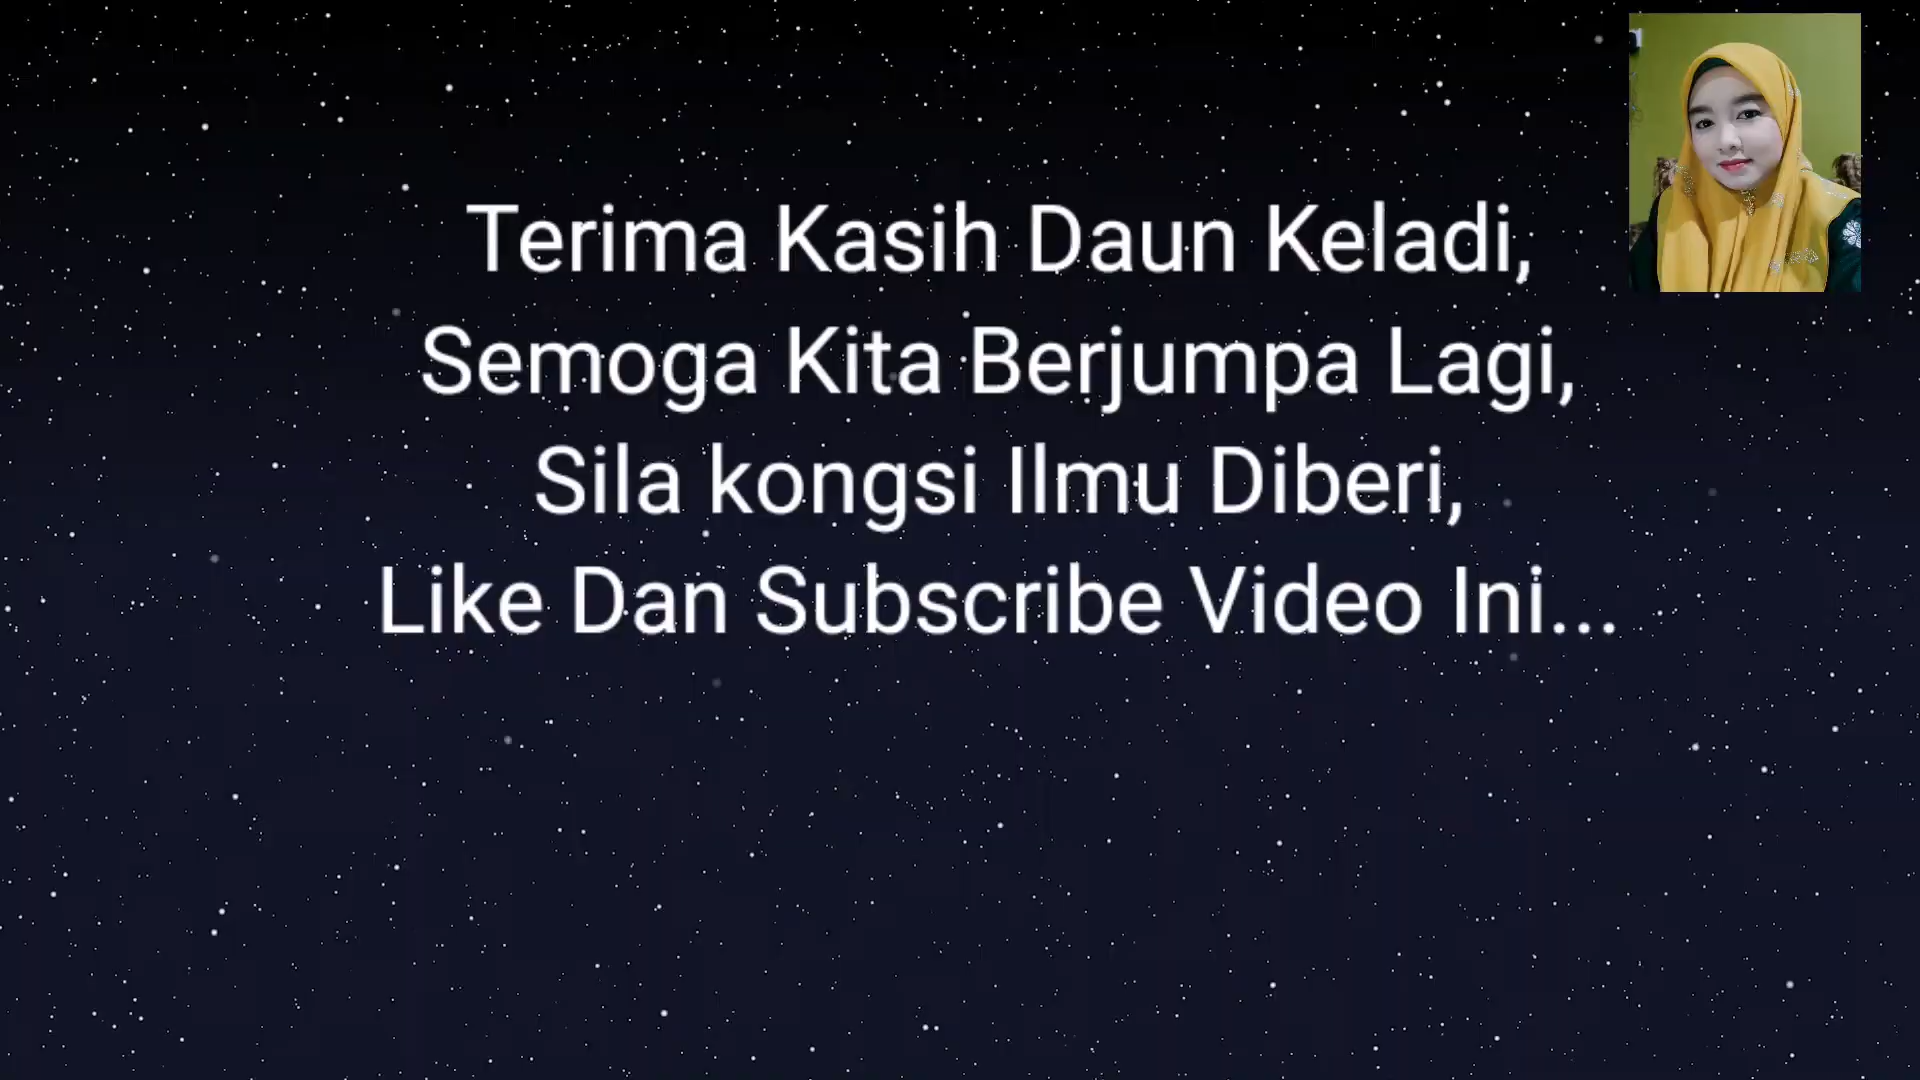 Terima Kasih Daun Keladi,
Semoga Kita Berjumpa Lagi,
Sila kongsi Ilmu Diberi,
Like Dan Subscribe Video Ini...